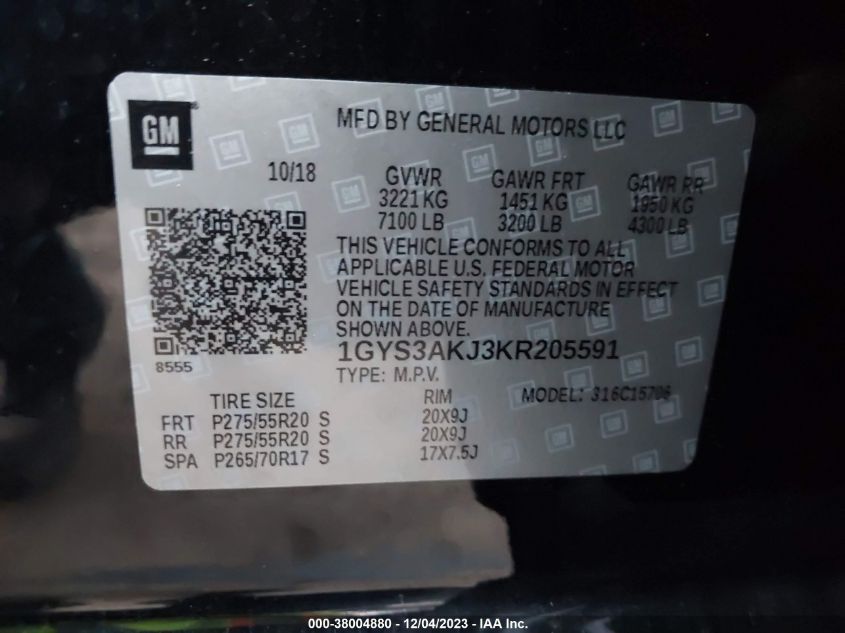 GM
MFD BY GENERAL MOTORS LLC
10/18 GVWR GAWR FRT GAWR RR
3221 KG 1451 KG 1950 KG
7100 LB 3200 LB 4300 LB
THIS VEHICLE CONFORMS TO ALL
APPLICABLE U.S. FEDERAL MOTOR
VEHICLE SAFETY STANDARDS IN EFFECT
ON THE DATE OF MANUFACTURE
SHOWN ABOVE.
8555
1GYS3AKJ3KR205591
TYPE: M.P.V.
TIRE SIZE RIM MODEL: 316C15706
FRT P275/55R20 S 20X9J
RR P275/55R20 S 20X9J
SPA P265/70R17 S 17X7.5J
000-38004880 - 12/04/2023 - IAAI.COM